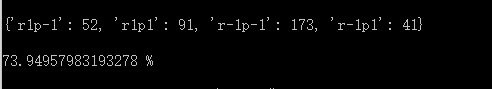 {'r1p-1': 52, 'r1p1': 91, 'r-1p-1': 173, 'r-1p1': 41}
73.94957983193278 %